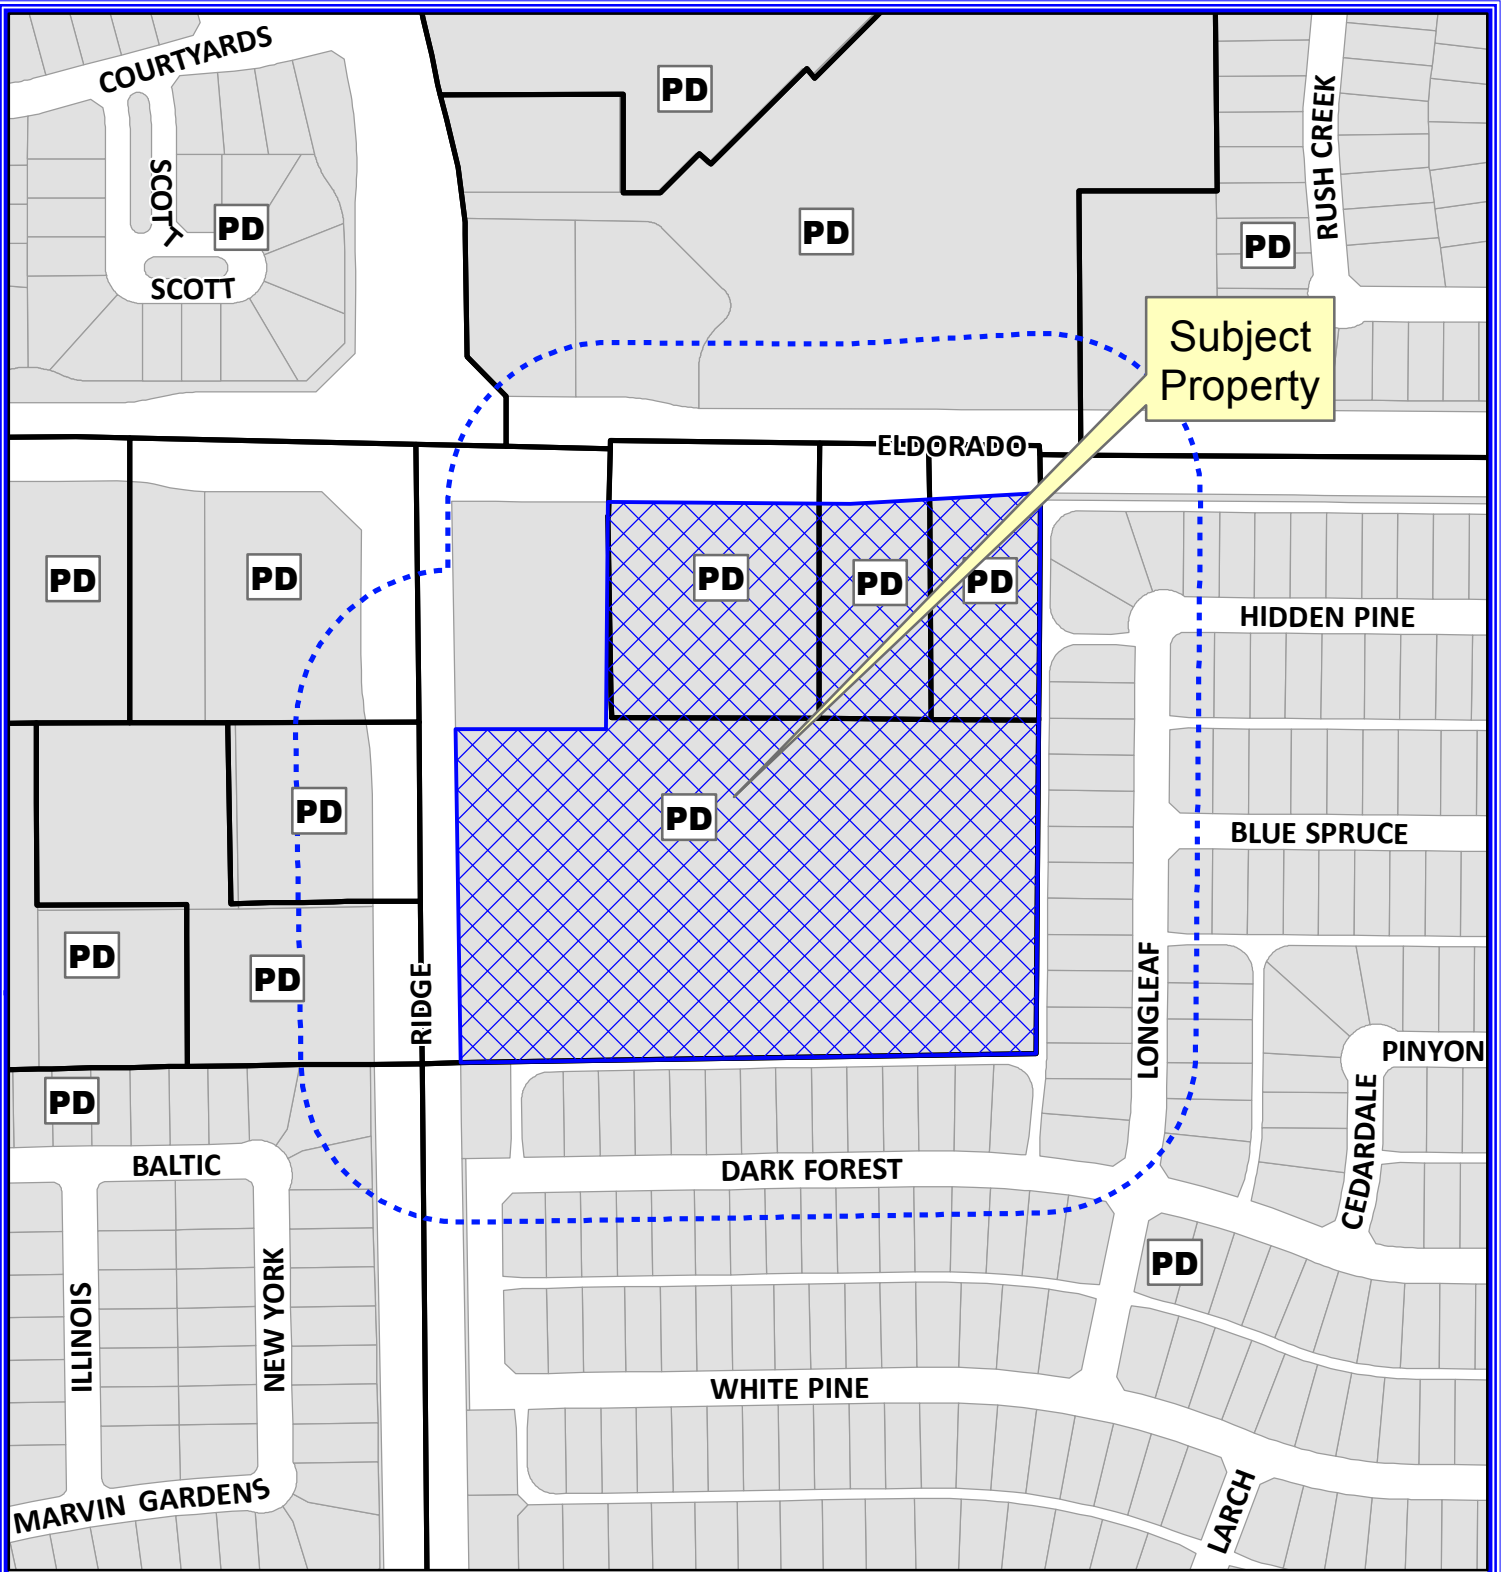 COURTYARDS
PD
SCOT
T
PD
SCOTT
PD
RUSH CREEK
PD
Subject
Property
ELDORADO
PD
PD
PD
PD
PD
HIDDEN PINE
PD
PD
BLUE SPRUCE
PD
PD
RIDGE
LONGLEAF
PINYON
PD
CEDARDALE
BALTIC
DARK FOREST
PD
ILLINOIS
NEW YORK
WHITE PINE
MARVIN GARDENS
LARCH